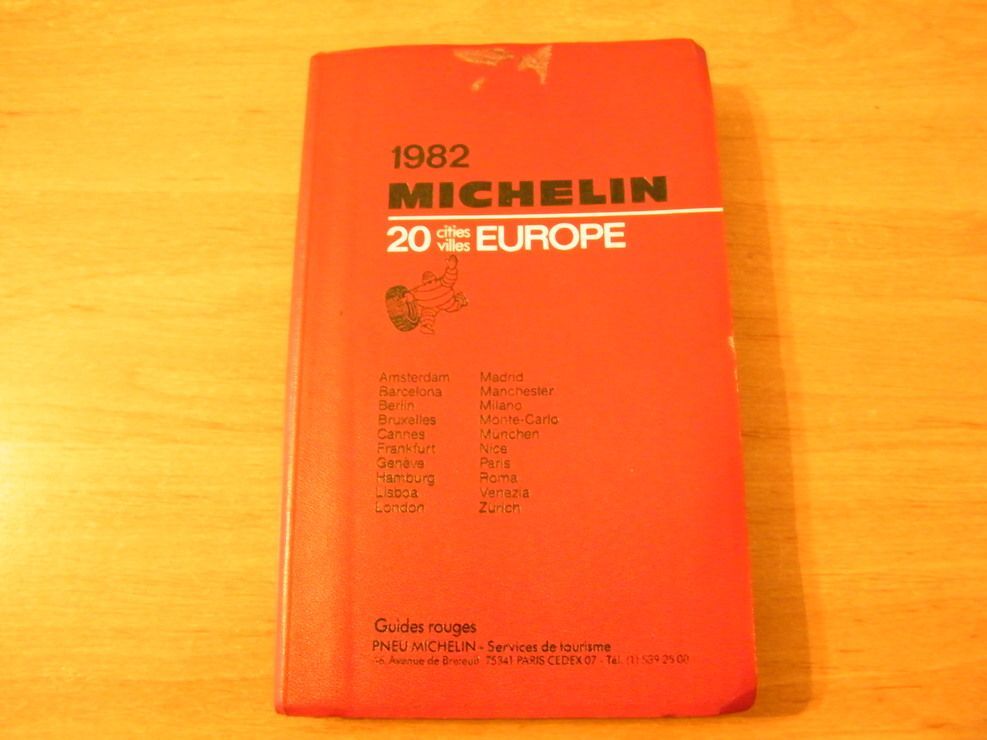 1982
MICHELIN
20 cities villes EUROPE
Amsterdam Madrid
Barcelona Manchester
Berlin Milano
Bruxelles Monte-Carlo
Cannes München
Frankfurt Nice
Genève Paris
Hamburg Roma
Lisboa Venezia
London Zürich
Guides rouges
PNEU MICHELIN - Services de tourisme
46, Avenue de Breteuil 75341 PARIS CEDEX 07 - Tél. (1) 539 25 00